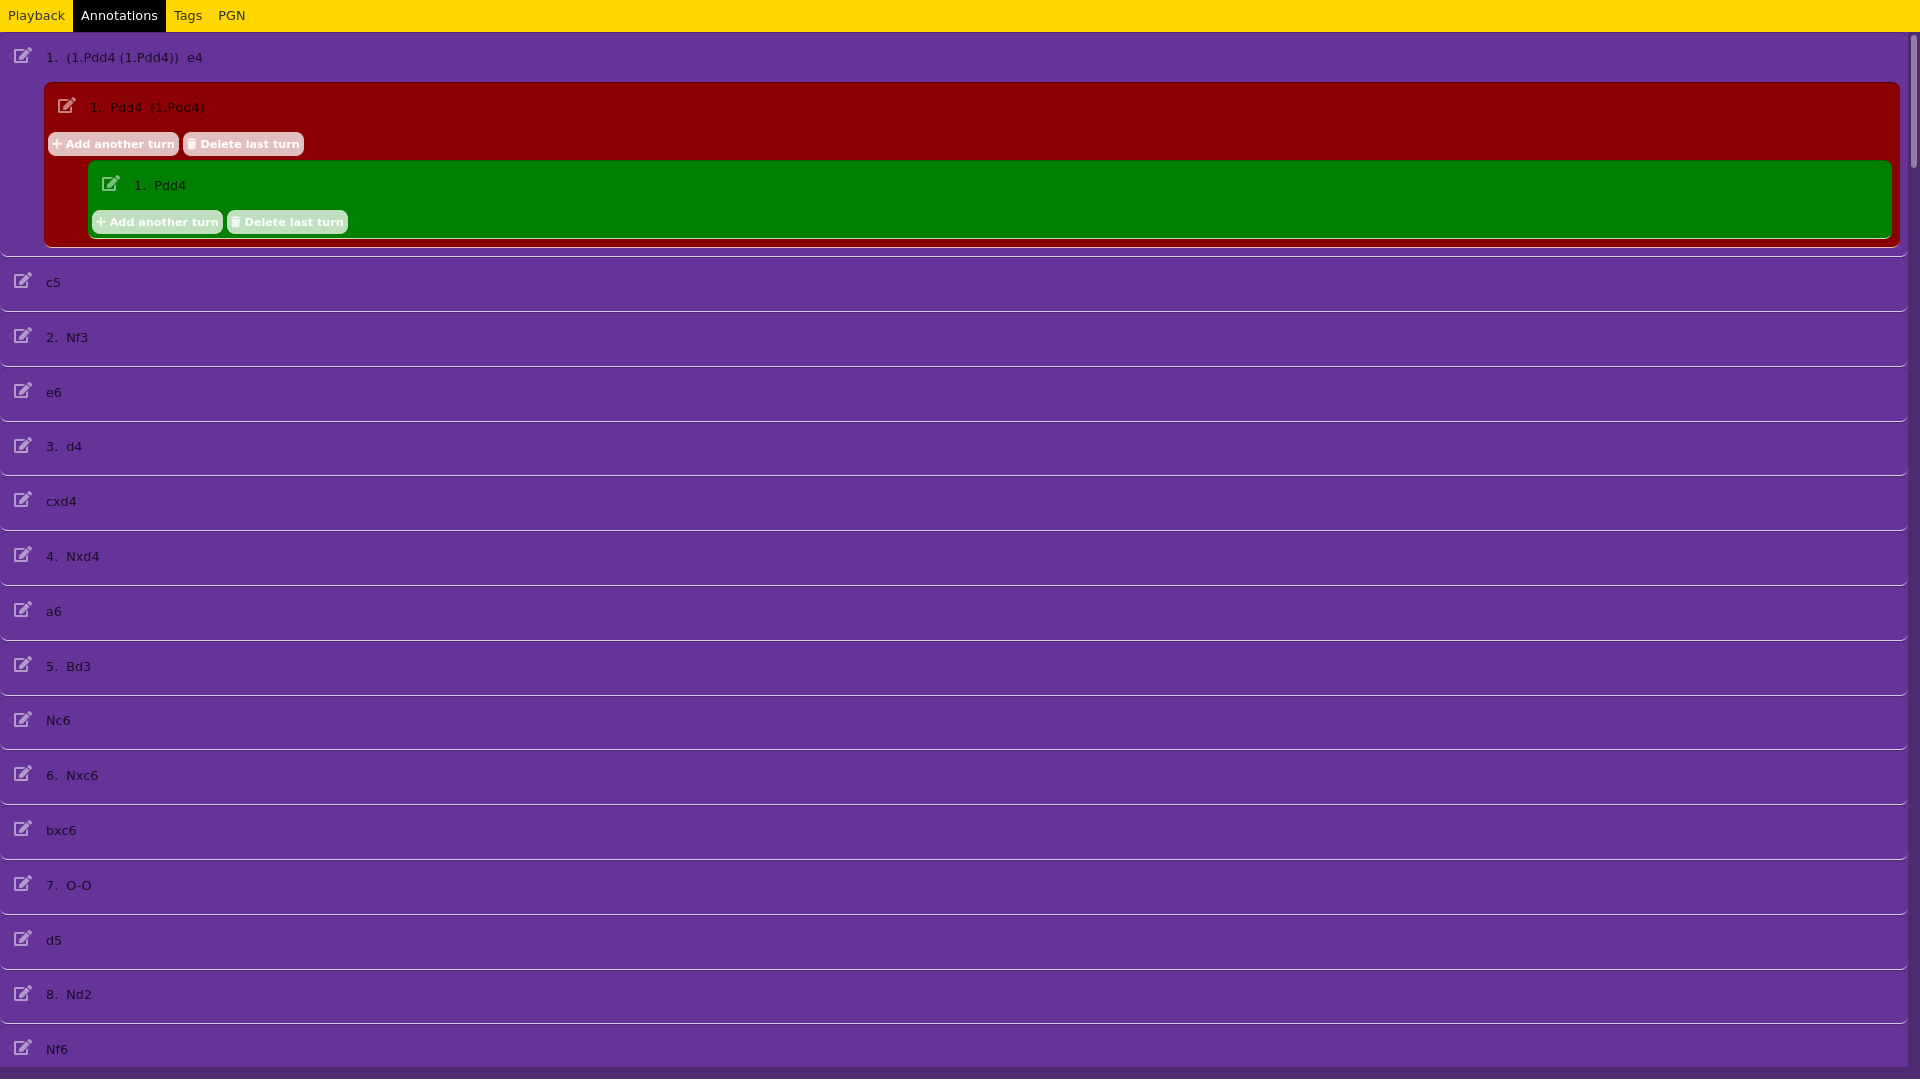 Playback Annotations Tags PGN
1. (1.Pdd4 (1.Pdd4)) e4
1. Pdd4 (1.Pdd4)
Add another turn Delete last turn
1. Pdd4
Add another turn Delete last turn
c5
2. Nf3
e6
3. d4
cxd4
4. Nxd4
a6
5. Bd3
Nc6
6. Nxc6
bxc6
7. O-O
d5
8. Nd2
Nf6